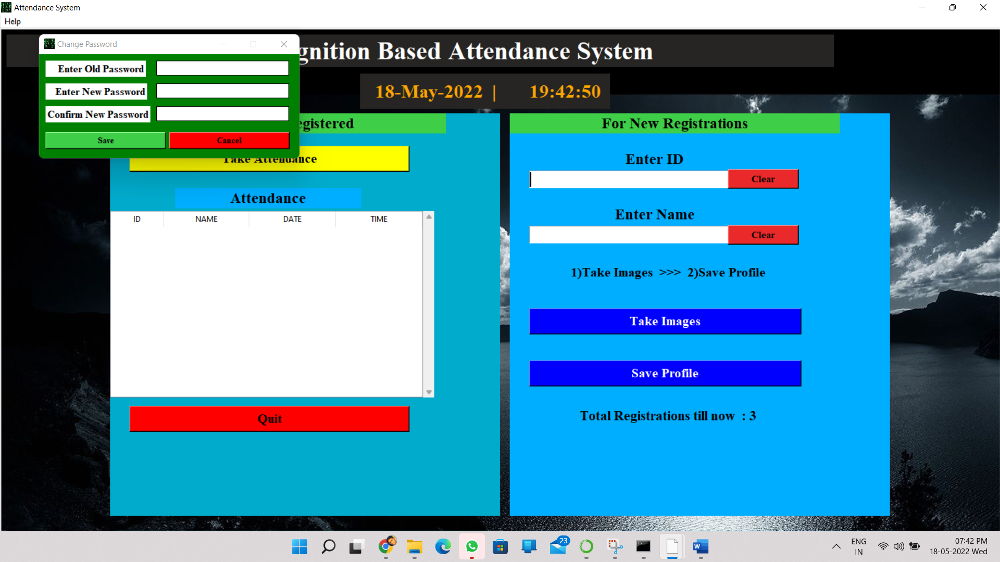 Attendance System
Help
Change Password
gnition Based Attendance System
Enter Old Password
Enter New Password
Confirm New Password
Save
Cancel
18-May-2022 |
19:42:50
egistered
Take Attendance
Attendance
ID NAME DATE TIME
Quit
For New Registrations
Enter ID
Clear
Enter Name
Clear
1)Take Images >>> 2)Save Profile
Take Images
Save Profile
Total Registrations till now : 3
23
W
ENG
IN
07:42 PM
18-05-2022 Wed